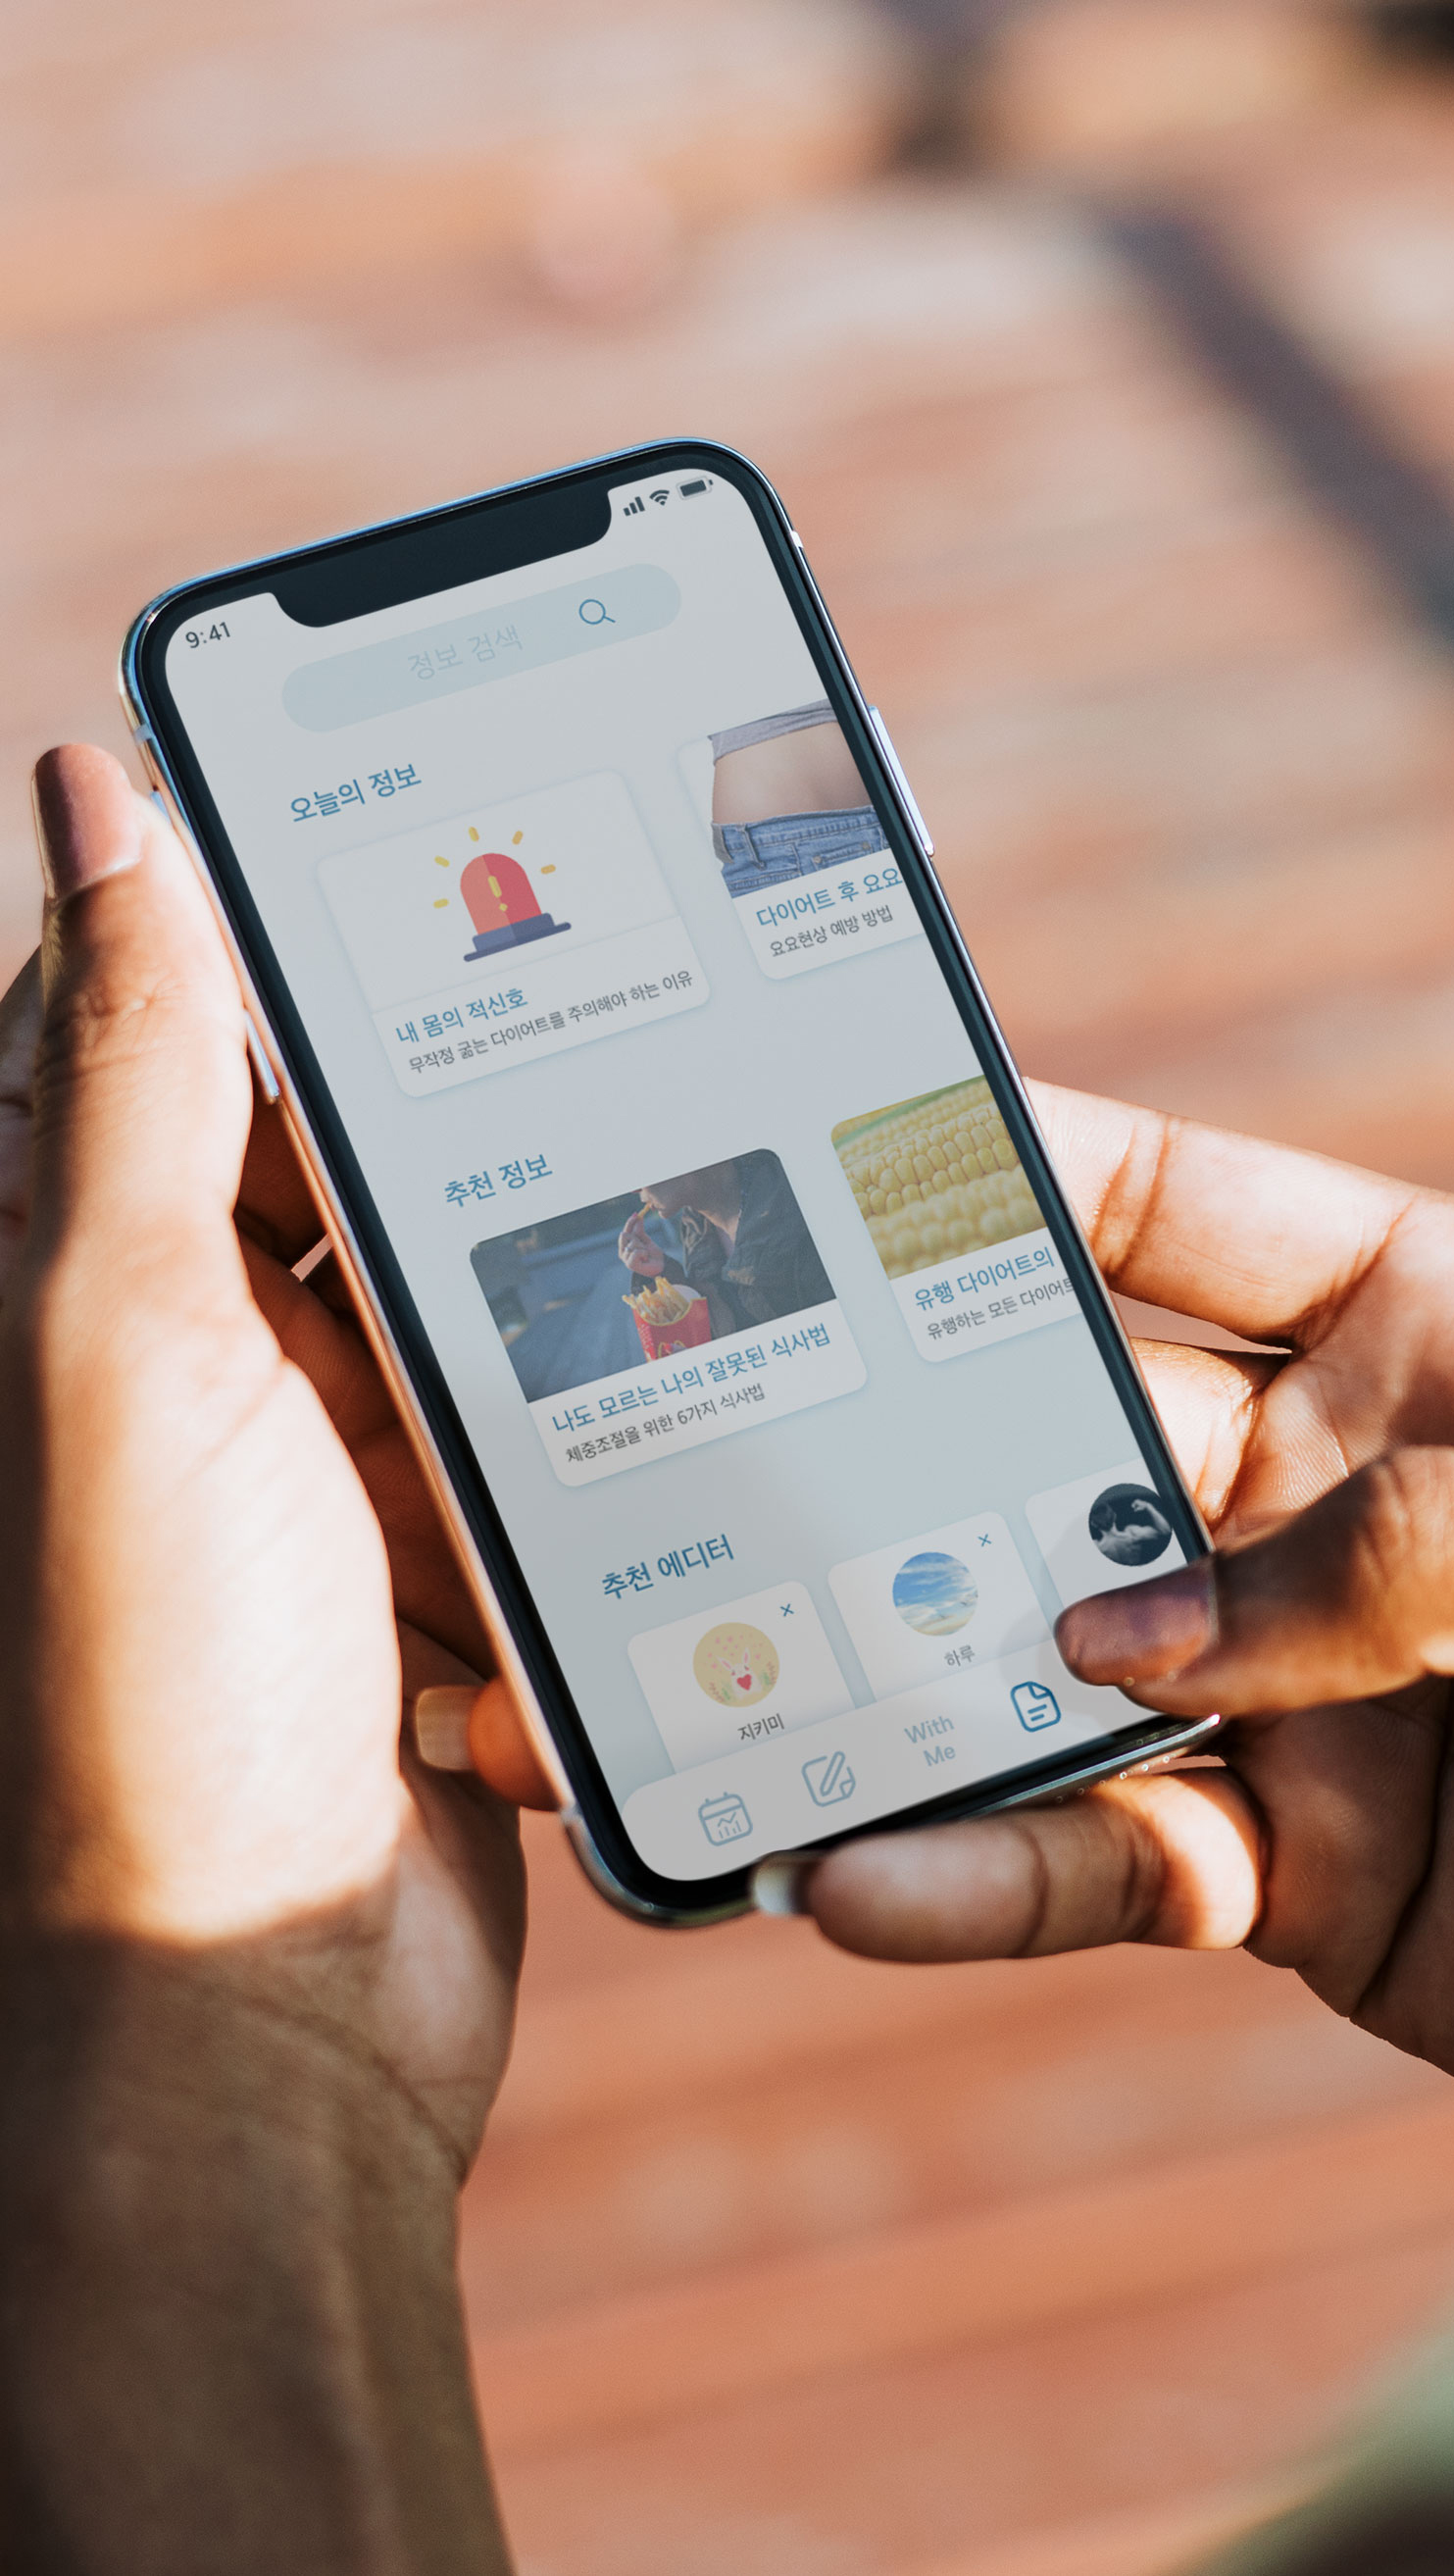 9:41
정보 검색
오늘의 정보
내 몸의 적신호
무작정 굶는 다이어트를 주의해야 하는 이유
다이어트 후 요요
요요현상 예방 방법
추천 정보
나도 모르는 나의 잘못된 식사법
체중조절을 위한 6가지 식사법
유행 다이어트의
유행하는 모든 다이어트
추천 에디터
지키미
하루
With
Me